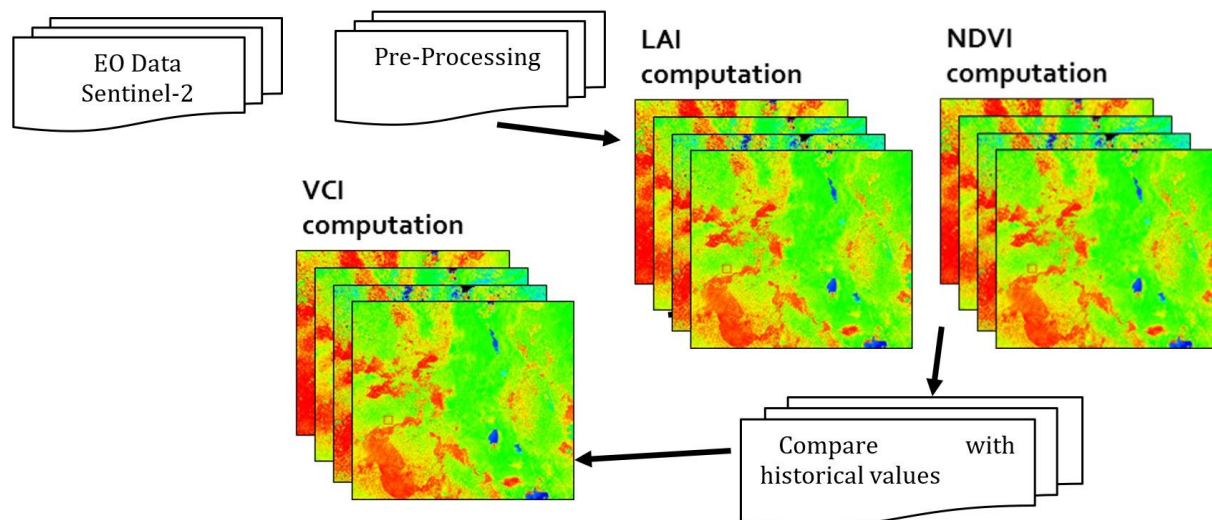 EO Data
Sentinel-2
Pre-Processing
LAI
computation
NDVI
computation
VCI
computation
Compare with
historical values